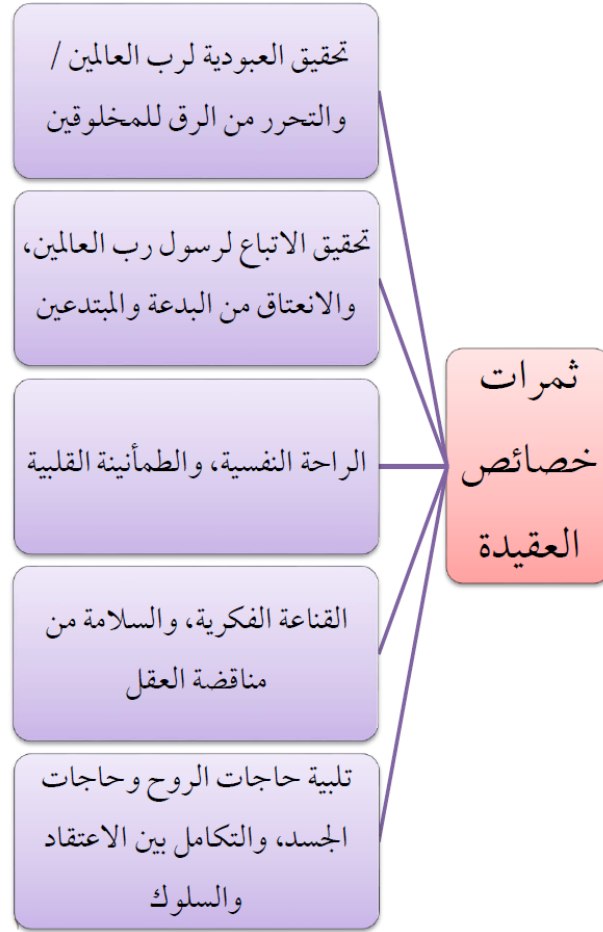 ثمرات
خصائص
العقيدة
تحقيق العبودية لرب العالمين /
والتحرر من الرق للمخلوقين
تحقيق الاتباع لرسول رب العالمين،
والانعتاق من البدعة والمبتدعين
الراحة النفسية، والطمأنينة القلبية
القناعة الفكرية، والسلامة من
مناقضة العقل
تلبية حاجات الروح وحاجات
الجسد، والتكامل بين الاعتقاد
والسلوك